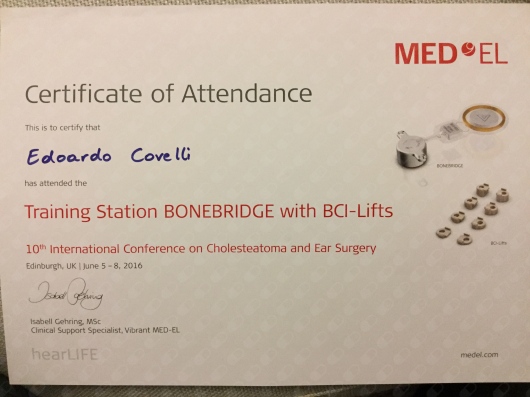 MED EL
Certificate of Attendance
This is to certify that
Edoardo Covelli
has attended the
BONEBRIDGE
Training Station BONEBRIDGE with BCI-Lifts
BCI-Lifts
10th International Conference on Cholesteatoma and Ear Surgery
Edinburgh, UK | June 5 – 8, 2016
Isabell Gehring
Isabell Gehring, MSc
Clinical Support Specialist, Vibrant MED-EL
hearLIFE
medel.com